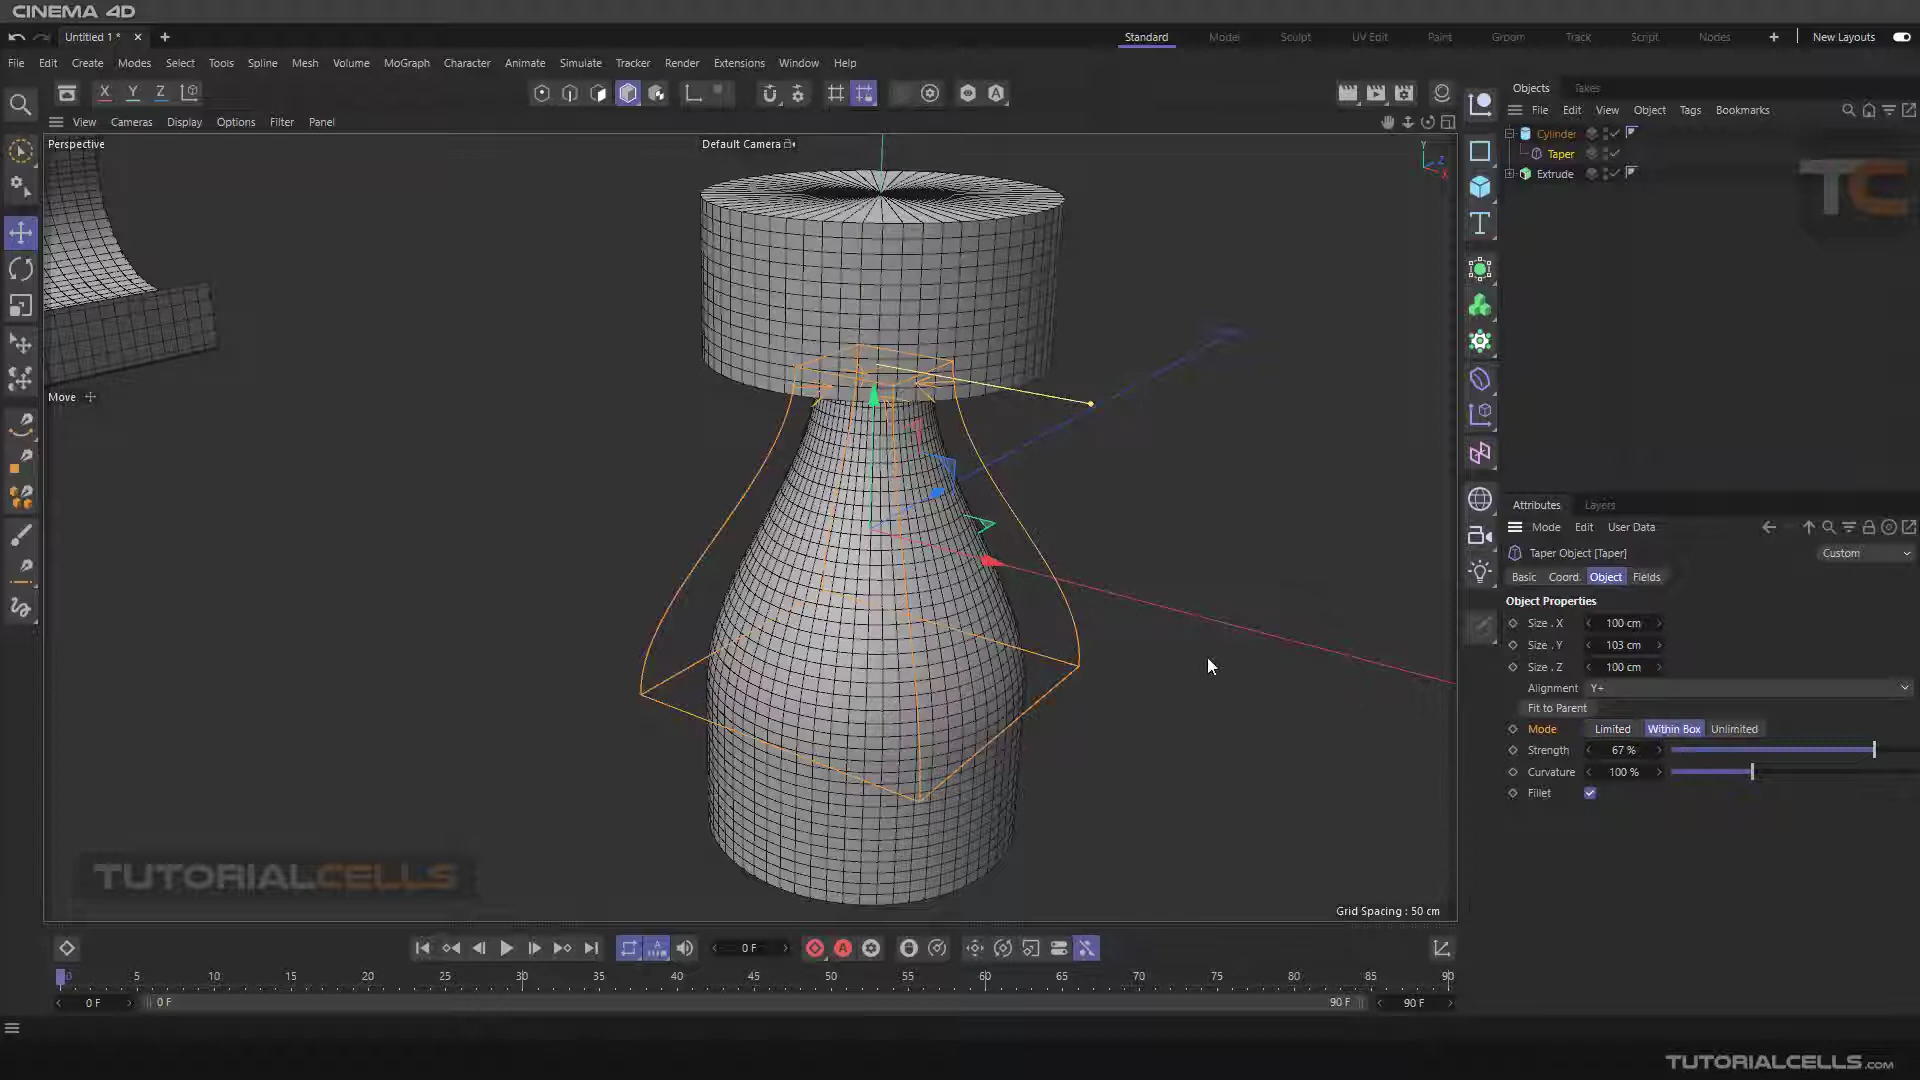 CINEMA 4D
Untitled 1 *
Standard Model Sculpt UV Edit Paint Groom Track Script Nodes New Layouts
File Edit Create Modes Select Tools Spline Mesh Volume MoGraph Character Animate Simulate Tracker Render Extensions Window Help
X Y Z
View Cameras Display Options Filter Panel
Perspective
Default Camera
Y
Z
X
Move
TUTORIALCELLS
Grid Spacing : 50 cm
Objects Takes
File Edit View Object Tags Bookmarks
Cylinder
Taper
Extrude
TC
Attributes Layers
Mode Edit User Data
Taper Object [Taper] Custom
Basic Coord. Object Fields
Object Properties
Size . X 100 cm
Size . Y 103 cm
Size . Z 100 cm
Alignment Y+
Fit to Parent
Mode Limited Within Box Unlimited
Strength 67 %
Curvature 100 %
Fillet
0 F
0 5 10 15 20 25 30 35 40 45 50 55 60 65 70 75 80 85 90
0 F 0 F 90 F 90 F
TUTORIALCELLS.COM